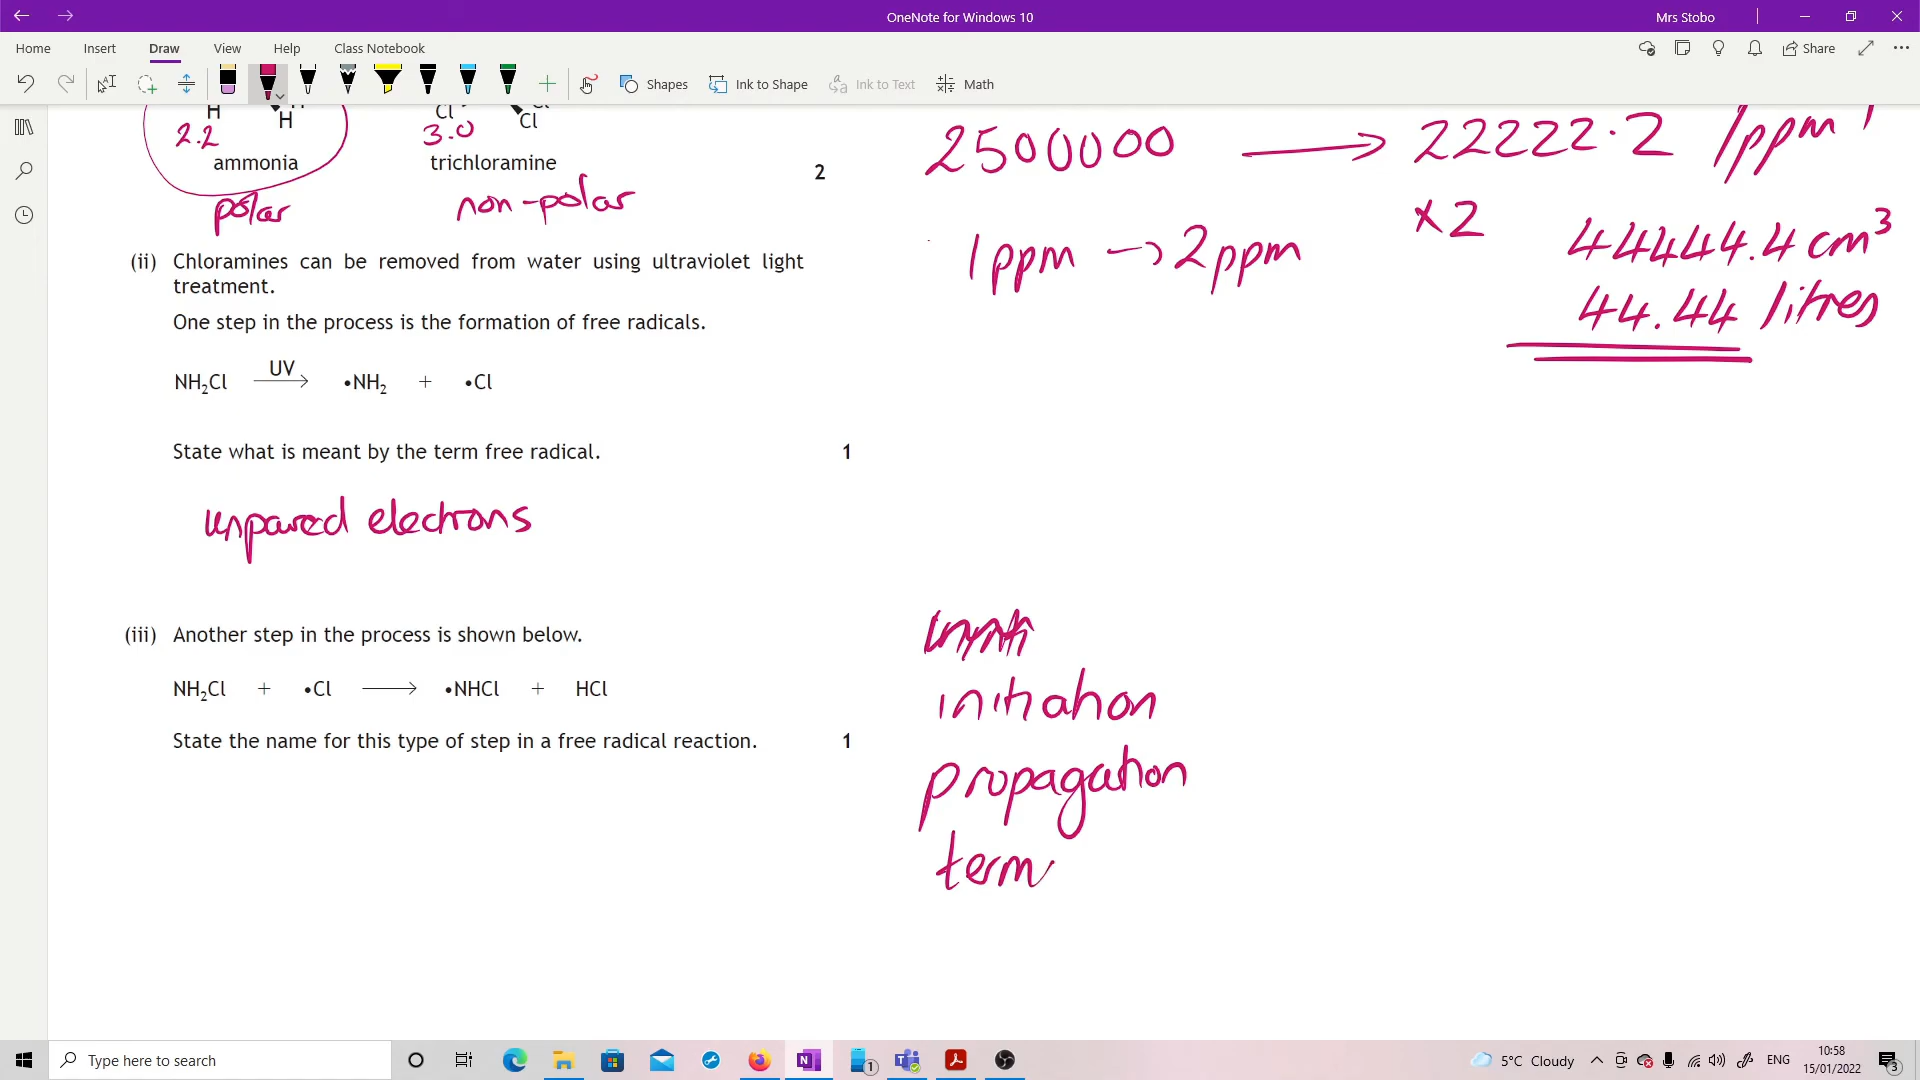 OneNote for Windows 10
Mrs Stobo
Home Insert Draw View Help Class Notebook
Share
Shapes Ink to Shape Ink to Text Math
H H Cl Cl
H Cl
2.2 3.0
ammonia trichloramine
2
polar non-polar
2500000 → 22222.2 1ppm
×2
1ppm → 2ppm
44444.4 cm³
44.44 litres
(ii) Chloramines can be removed from water using ultraviolet light
treatment.
One step in the process is the formation of free radicals.
UV
NH₂Cl ⟶ •NH₂ + •Cl
State what is meant by the term free radical. 1
unpaired electrons
(iii) Another step in the process is shown below.
NH₂Cl + •Cl ⟶ •NHCl + HCl
State the name for this type of step in a free radical reaction. 1
initiation
propagation
term
Type here to search
1
5°C Cloudy
ENG
10:58
15/01/2022
3